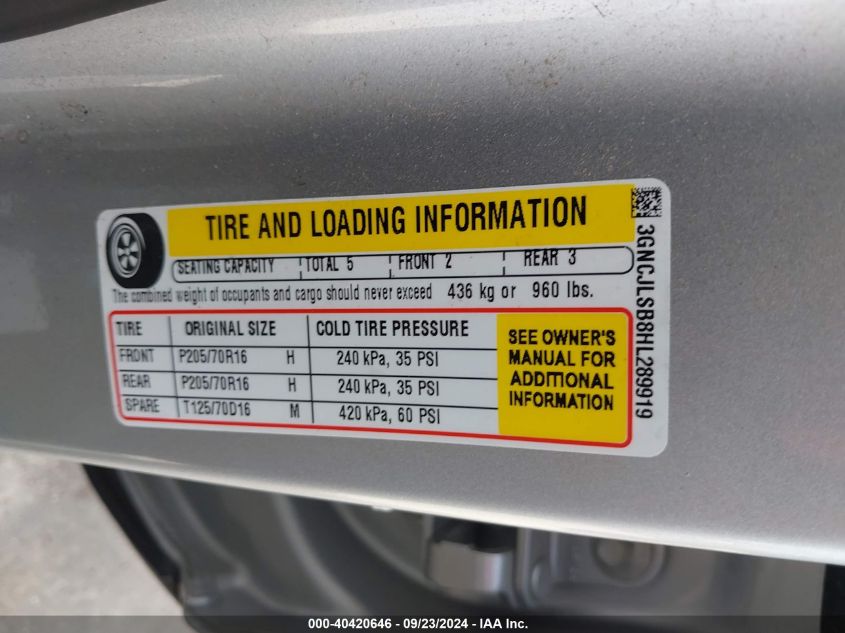 TIRE AND LOADING INFORMATION
SEATING CAPACITY TOTAL 5 FRONT 2 REAR 3
The combined weight of occupants and cargo should never exceed 436 kg or 960 lbs.
TIRE ORIGINAL SIZE COLD TIRE PRESSURE
FRONT P205/70R16 H 240 kPa, 35 PSI
REAR P205/70R16 H 240 kPa, 35 PSI
SPARE T125/70D16 M 420 kPa, 60 PSI
SEE OWNER'S
MANUAL FOR
ADDITIONAL
INFORMATION
3GNCJLSB8HL289919
000-40420646 - 09/23/2024 - IAA Inc.